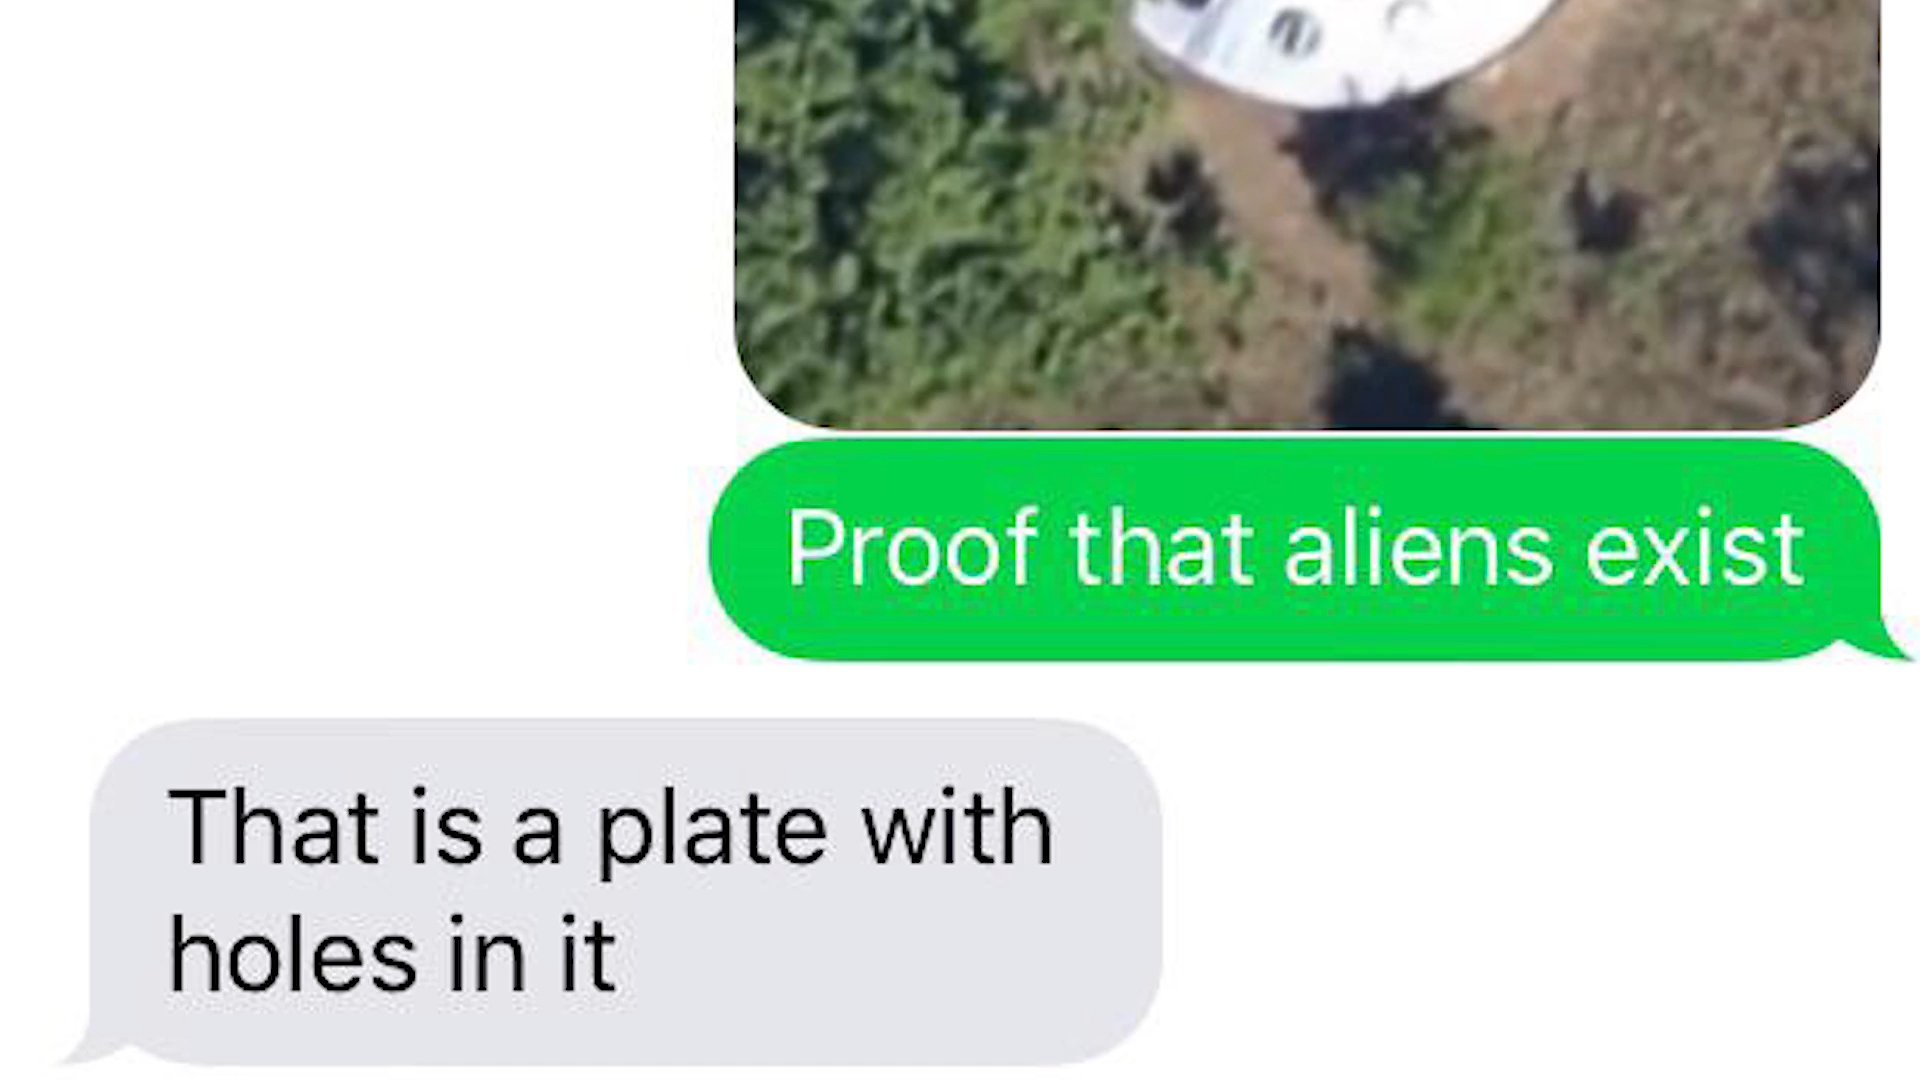 Proof that aliens exist
That is a plate with
holes in it